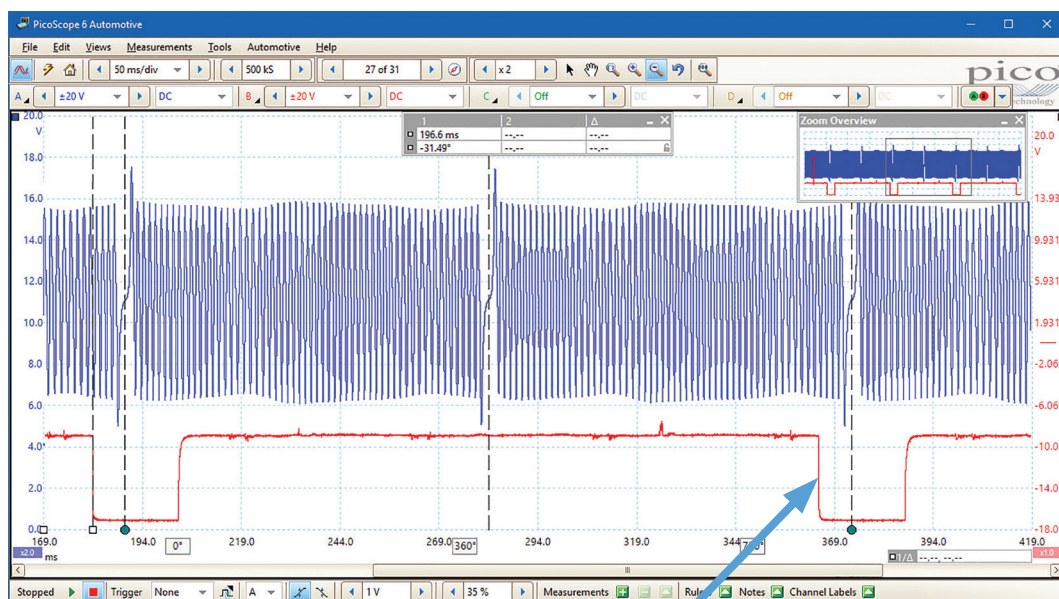 PicoScope 6 Automotive
File Edit Views Measurements Tools Automotive Help
50 ms/div 500 kS 27 of 31 x 2
pico
Technology
A ±20 V DC B ±20 V DC C Off DC D Off DC
20.0
V
18.0
16.0
14.0
12.0
10.0
8.0
6.0
4.0
2.0
0.0
x2.0
1 2 Δ
196.6 ms --,-- --,--
-31.49° --,-- --,--
Zoom Overview
20.0
V
13.93
9.931
5.931
1.931
-2.06
-6.06
-10.0
-14.0
-18.0
x1.0
169.0 194.0 219.0 244.0 269.0 294.0 319.0 344.0 369.0 394.0 419.0
ms
0° 360°
1/Δ --,--, --,--
Stopped Trigger None A 1 V 35 % Measurements Notes Channel Labels